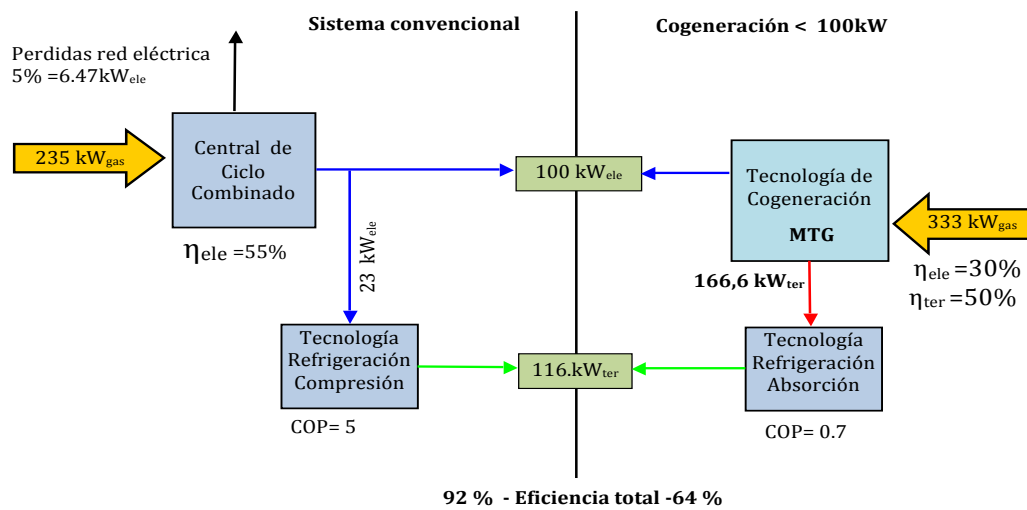 Sistema convencional
Cogeneración < 100kW
Perdidas red eléctrica
5% =6.47kWele
235 kWgas
Central de
Ciclo
Combinado
ηele =55%
23 kWele
100 kWele
Tecnología de
Cogeneración
MTG
333 kWgas
ηele =30%
ηter =50%
166,6 kWter
Tecnología
Refrigeración
Compresión
COP= 5
116.kWter
Tecnología
Refrigeración
Absorción
COP= 0.7
92 % - Eficiencia total -64 %